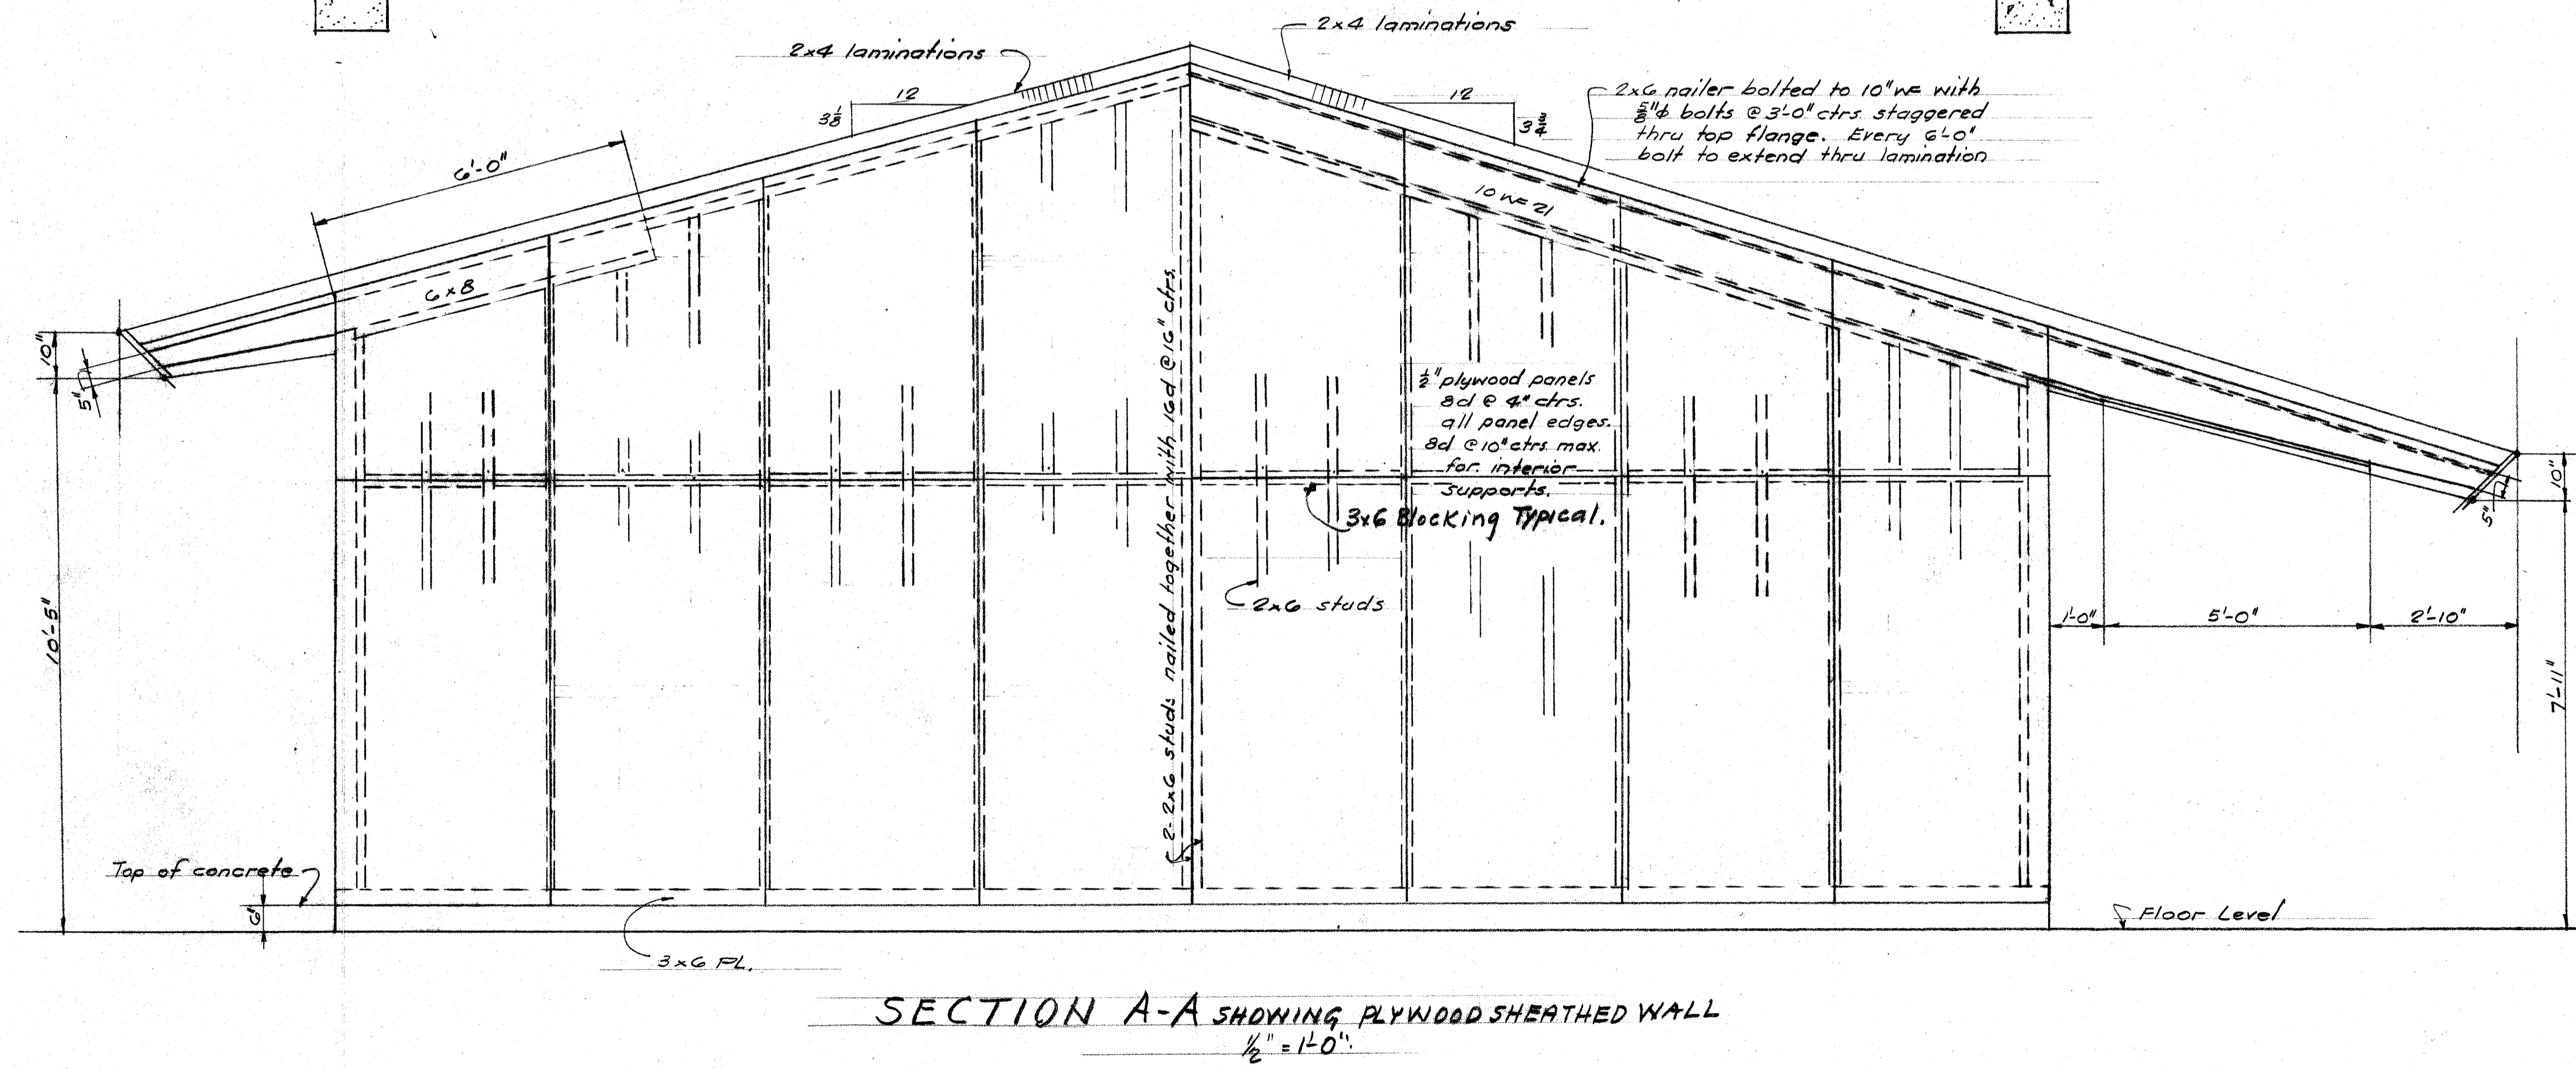 2x4 laminations
2x4 laminations
12
3⅛
12
3¾
2x6 nailer bolted to 10"WF with
⅝"ϕ bolts @ 3'-0" ctrs. staggered
thru top flange. Every 6'-0"
bolt to extend thru lamination
6'-0"
10 WF 21
6x8
10"
5"
10'-5"
2-2x6 studs nailed together with 16d @ 16" ctrs.
½" plywood panels
8d @ 4" ctrs.
all panel edges.
8d @ 10" ctrs. max.
for interior
supports.
3x6 Blocking Typical.
2x6 studs
10"
5"
1'-0"
5'-0"
2'-10"
7'-11"
Top of concrete
6"
Floor Level
3x6 PL.
SECTION A-A SHOWING PLYWOOD SHEATHED WALL
½" = 1'-0".